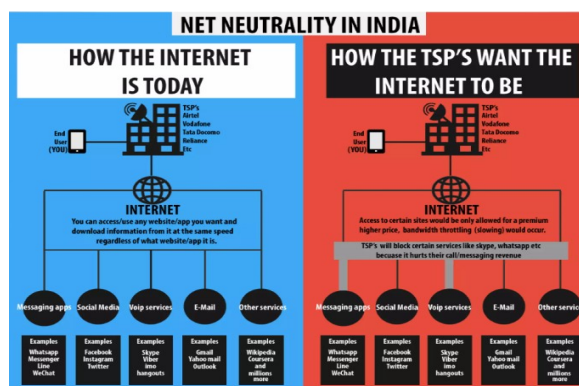 NET NEUTRALITY IN INDIA
HOW THE INTERNET
IS TODAY
TSP's
Airtel
Vodafone
Tata Docomo
Reliance
Etc
End
User
(YOU)
INTERNET
You can access/use any website/app you want and
download information from it at the same speed
regardless of what website/app it is.
Messaging apps
Social Media
Voip services
E-Mail
Other services
Examples
Whatsapp
Messenger
Line
WeChat
Examples
Facebook
Instagram
Twitter
Examples
Skype
Viber
imo
hangouts
Examples
Gmail
Yahoo mail
Outlook
Examples
Wikipedia
Coursera
and
millions
more
HOW THE TSP'S WANT THE
INTERNET TO BE
TSP's
Airtel
Vodafone
Tata Docomo
Reliance
Etc
End
User
(YOU)
INTERNET
Access to certain sites would be only allowed for a premium
higher price, bandwidth throttling (slowing) would occur.
TSP's will block certain services like skype, whatsapp etc
becuase it hurts their call/messaging revenue
Messaging apps
Social Media
Voip services
E-Mail
Other services
Examples
Whatsapp
Messenger
Line
WeChat
Examples
Facebook
Instagram
Twitter
Examples
Skype
Viber
imo
hangouts
Examples
Gmail
Yahoo mail
Outlook
Examples
Wikipedia
Coursera
and
millions
more